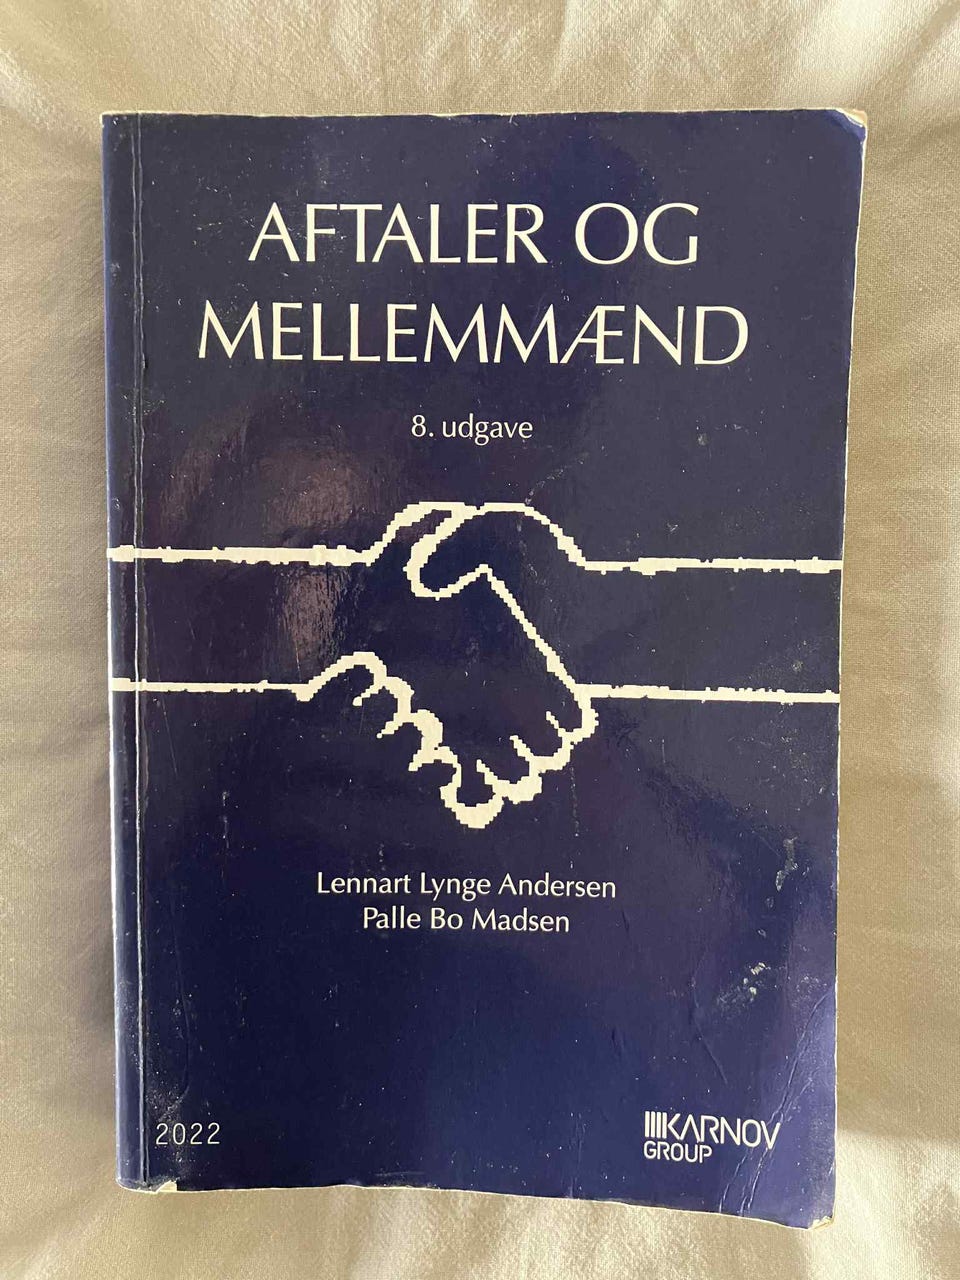 AFTALER OG
MELLEMMÆND
8. udgave
Lennart Lynge Andersen
Palle Bo Madsen
2022
KARNOV
GROUP